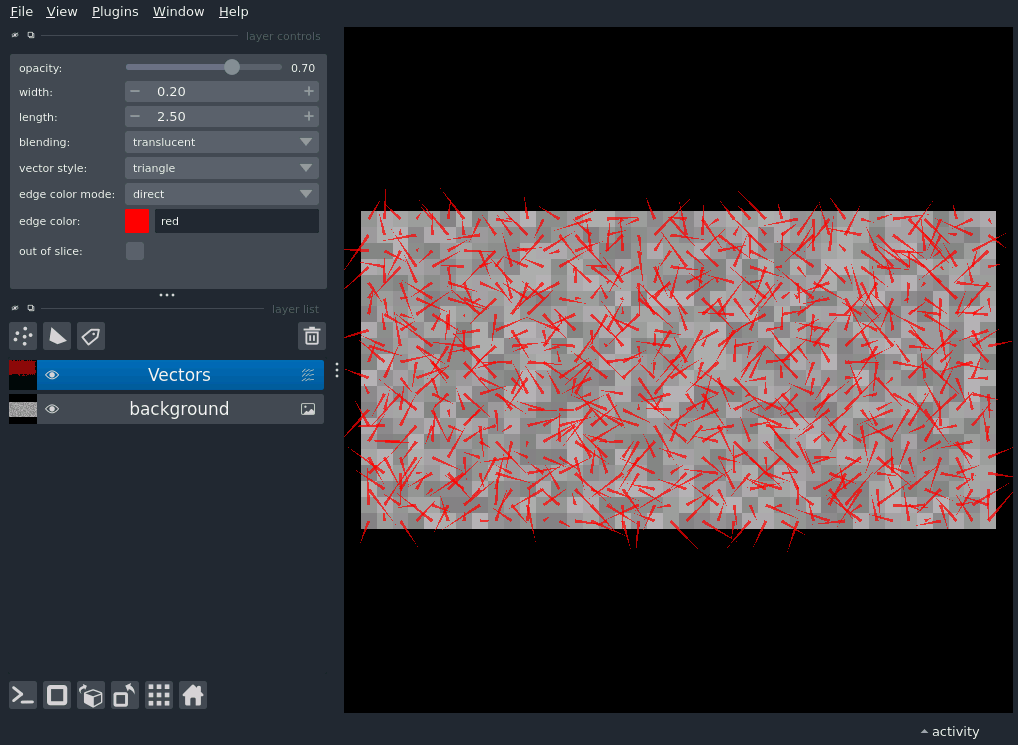 File View Plugins Window Help
layer controls
opacity: 0.70
width: 0.20
length: 2.50
blending: translucent
vector style: triangle
edge color mode: direct
edge color: red
out of slice:
layer list
Vectors
background
activity